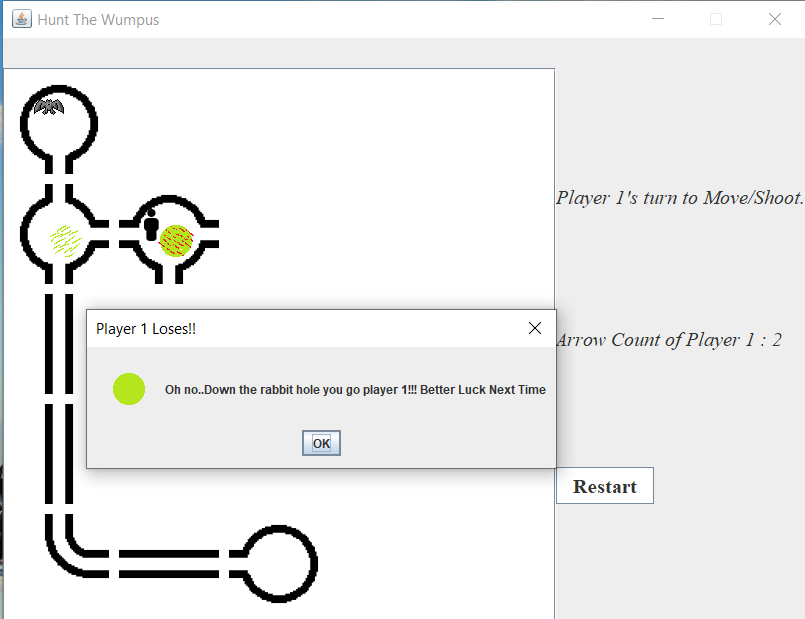 Hunt The Wumpus
Player 1's turn to Move/Shoot.
Player 1 Loses!!
Arrow Count of Player 1 : 2
Oh no..Down the rabbit hole you go player 1!!! Better Luck Next Time
OK
Restart